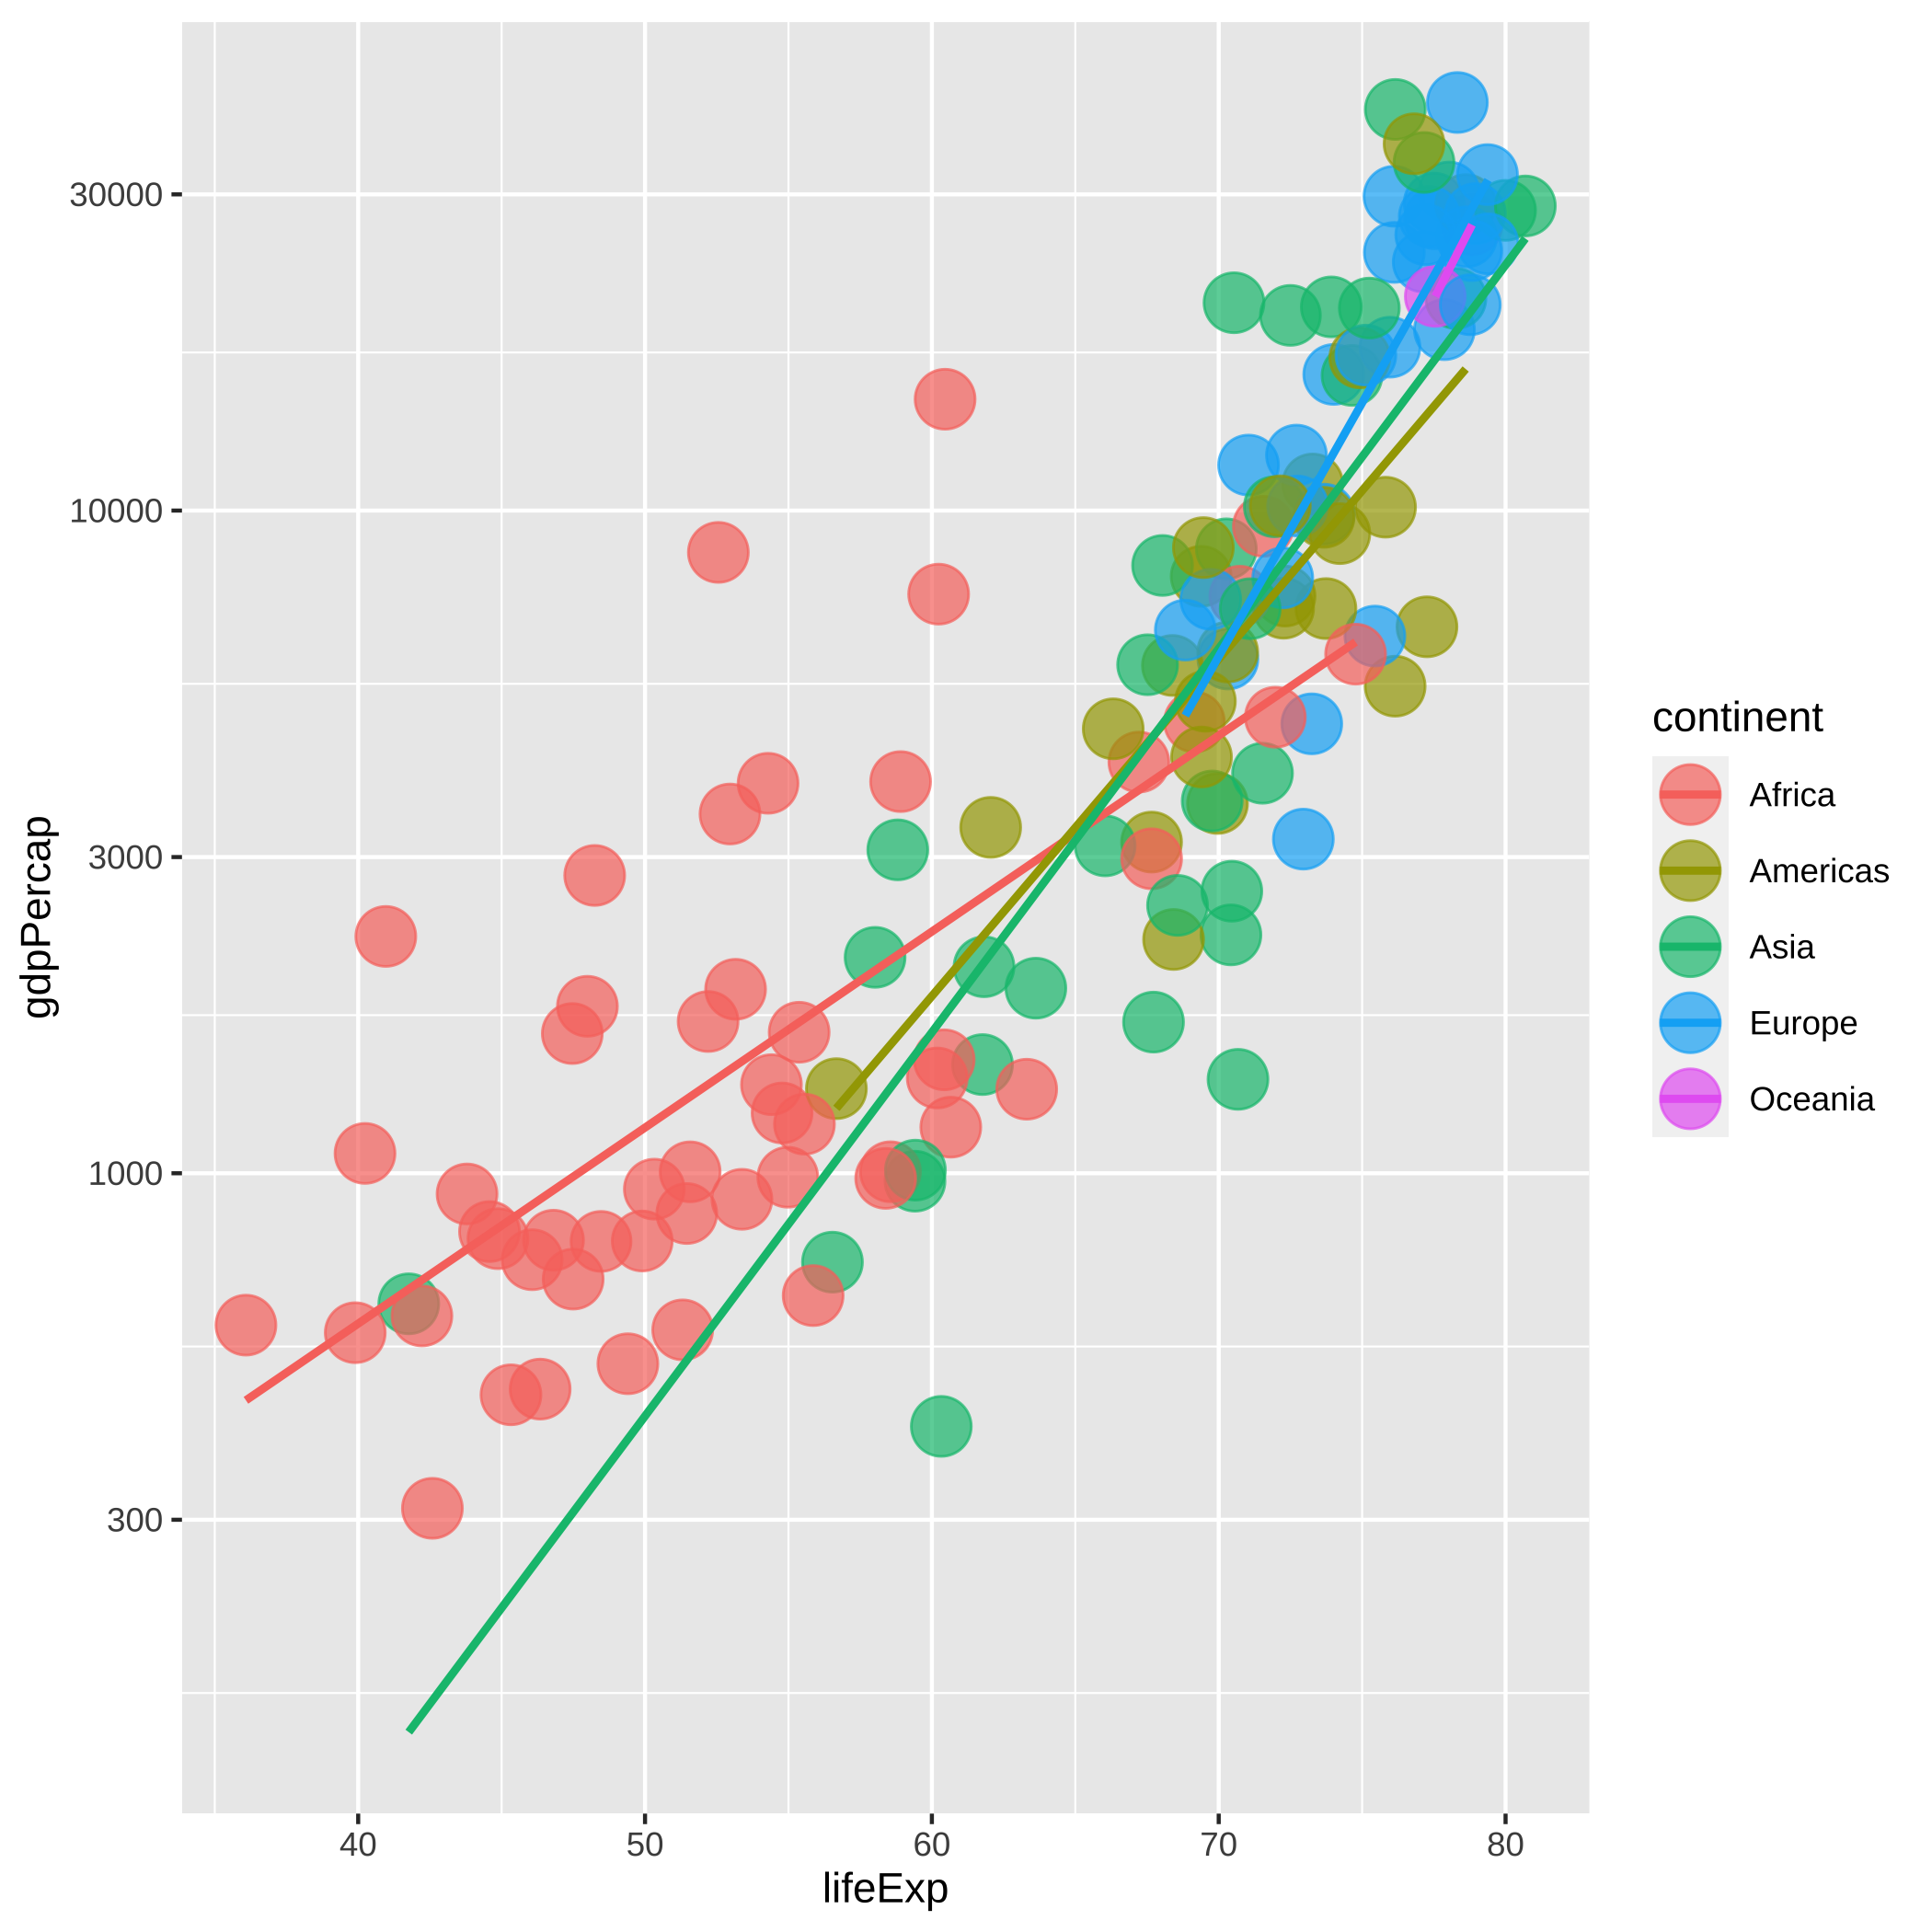 gdpPercap
30000
10000
3000
1000
300
40 50 60 70 80
lifeExp
continent
Africa
Americas
Asia
Europe
Oceania